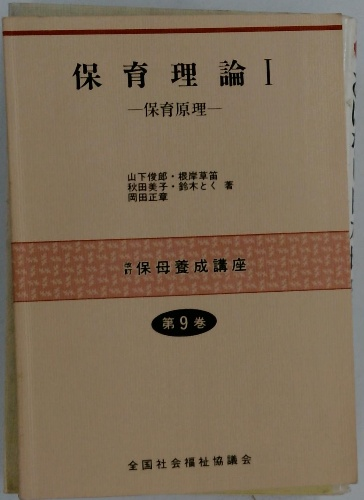 保育理論 I
—保育原理—
山下俊郎・根岸草笛
秋田美子・鈴木とく 著
岡田正章
改訂 保母養成講座
第9巻
全国社会福祉協議会